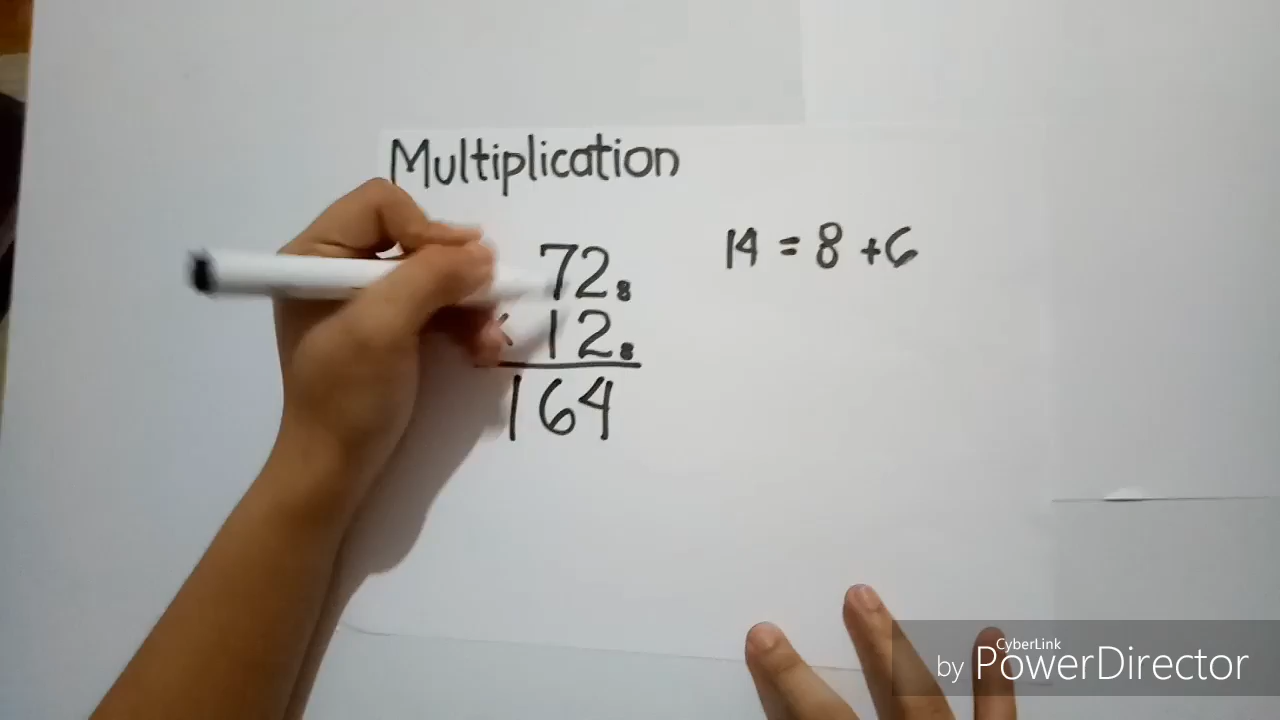 Multiplication
72₈ 14 = 8 + 6
× 12₈
164
CyberLink
by PowerDirector